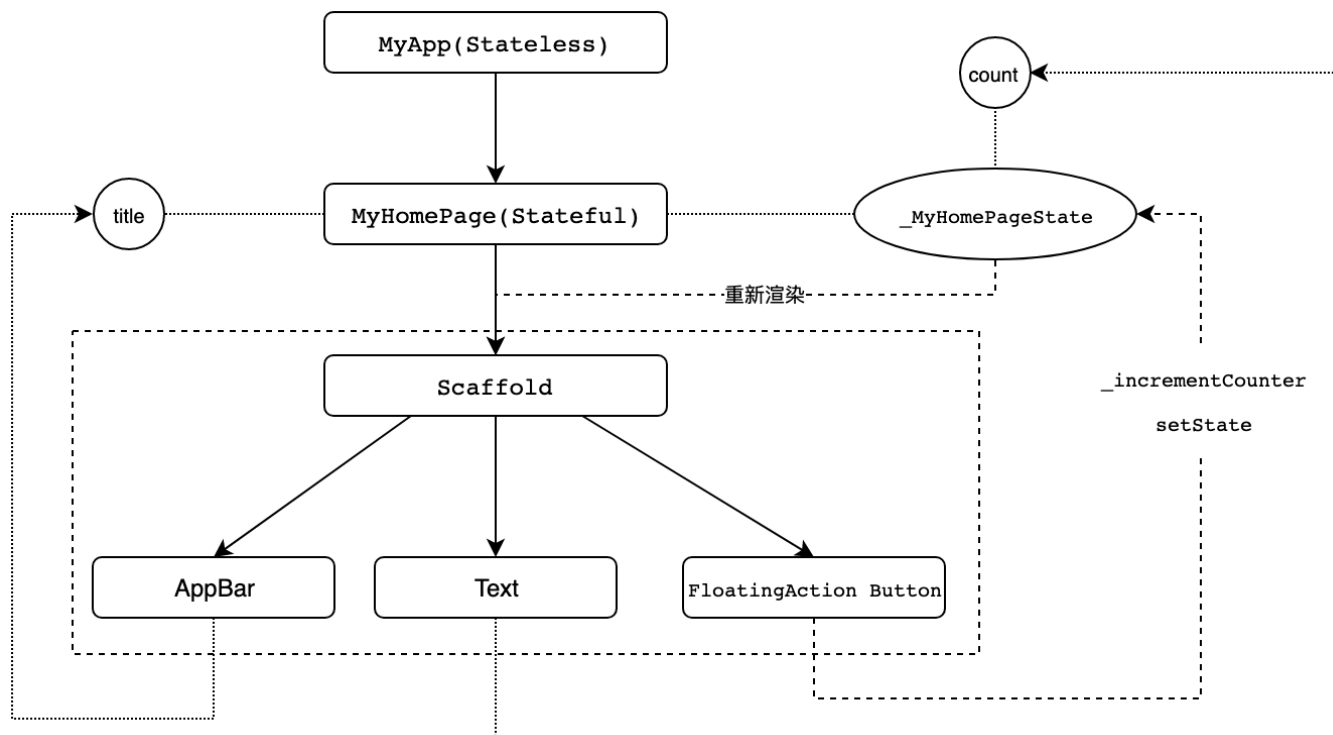 MyApp(Stateless)
count
title
MyHomePage(Stateful)
_MyHomePageState
重新渲染
Scaffold
_incrementCounter
setState
AppBar
Text
FloatingAction Button